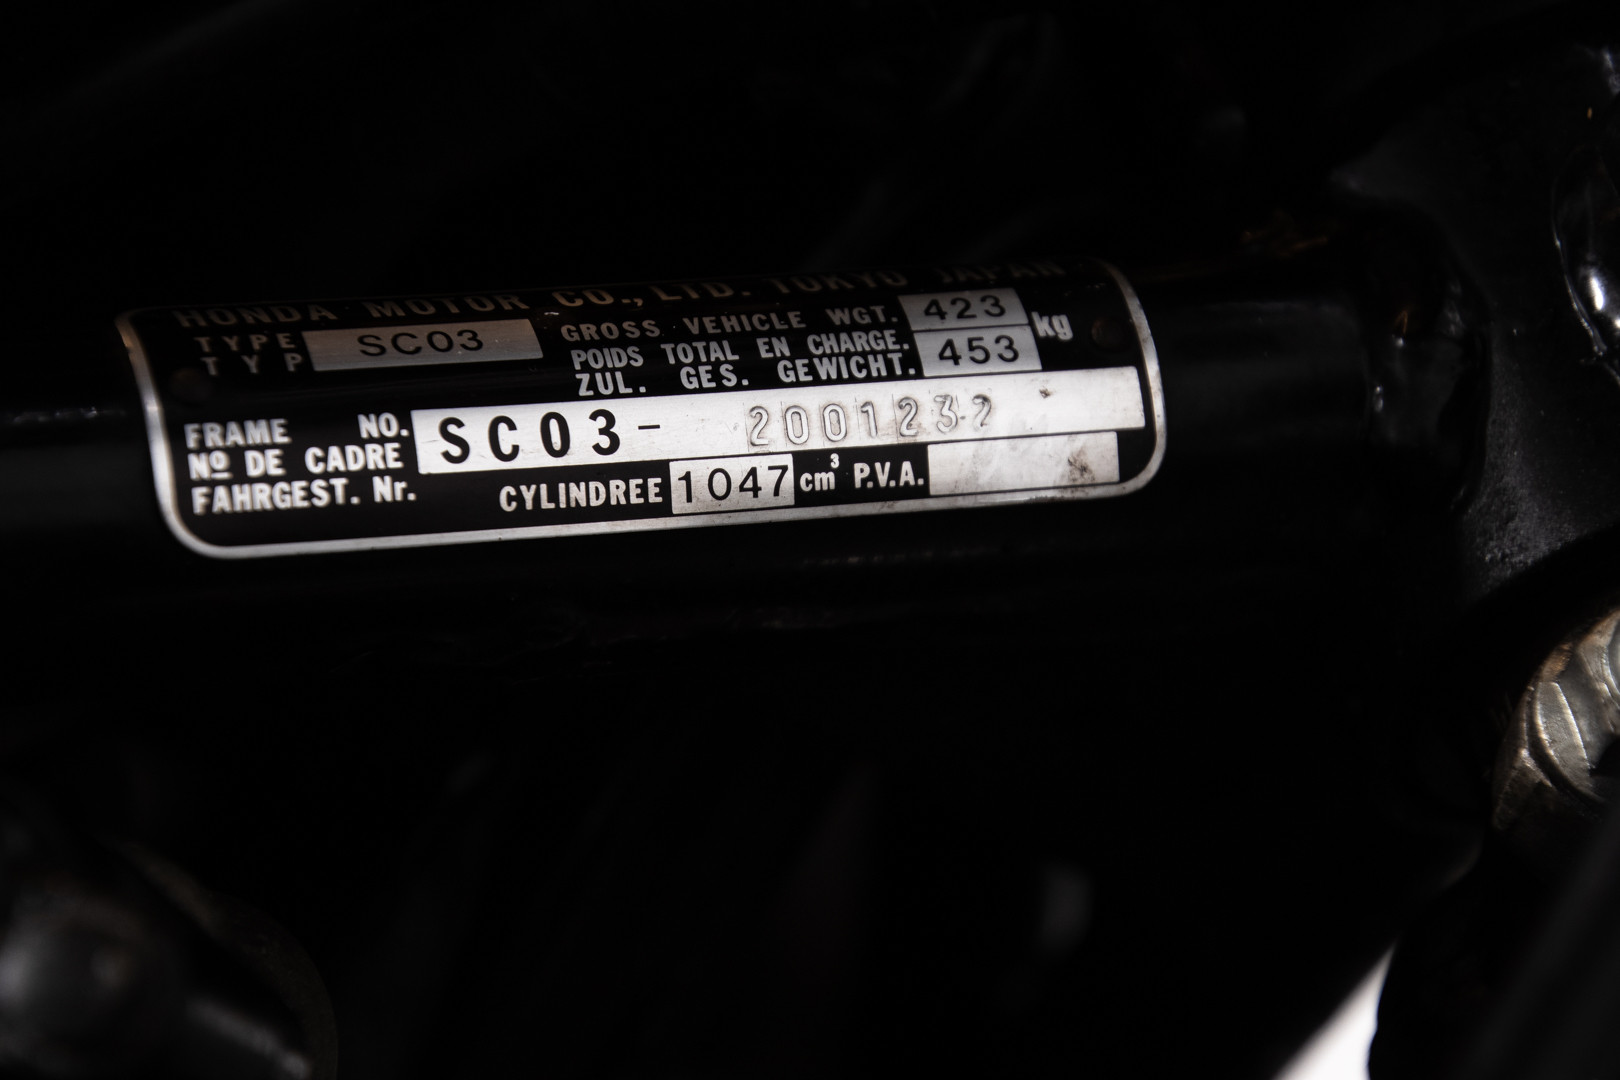 HONDA MOTOR CO., LTD. TOKYO JAPAN
TYPE
TYP
SC03
GROSS VEHICLE WGT. 423
POIDS TOTAL EN CHARGE.
ZUL. GES. GEWICHT. 453
kg
FRAME NO.
Nº DE CADRE
FAHRGEST. Nr.
SC03- 2001232
CYLINDREE 1047 cm³ P.V.A.